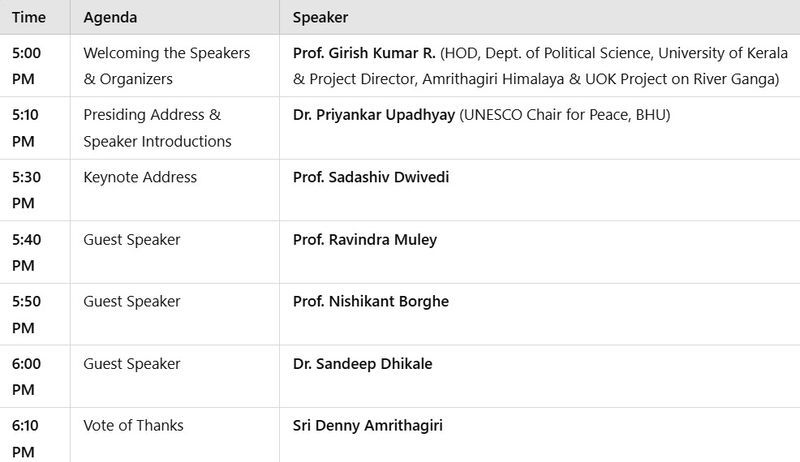 Time Agenda Speaker
5:00 Welcoming the Speakers Prof. Girish Kumar R. (HOD, Dept. of Political Science, University of Kerala
PM & Organizers & Project Director, Amrithagiri Himalaya & UOK Project on River Ganga)
5:10 Presiding Address & Dr. Priyankar Upadhyay (UNESCO Chair for Peace, BHU)
PM Speaker Introductions
5:30 Keynote Address Prof. Sadashiv Dwivedi
PM
5:40 Guest Speaker Prof. Ravindra Muley
PM
5:50 Guest Speaker Prof. Nishikant Borghe
PM
6:00 Guest Speaker Dr. Sandeep Dhikale
PM
6:10 Vote of Thanks Sri Denny Amrithagiri
PM